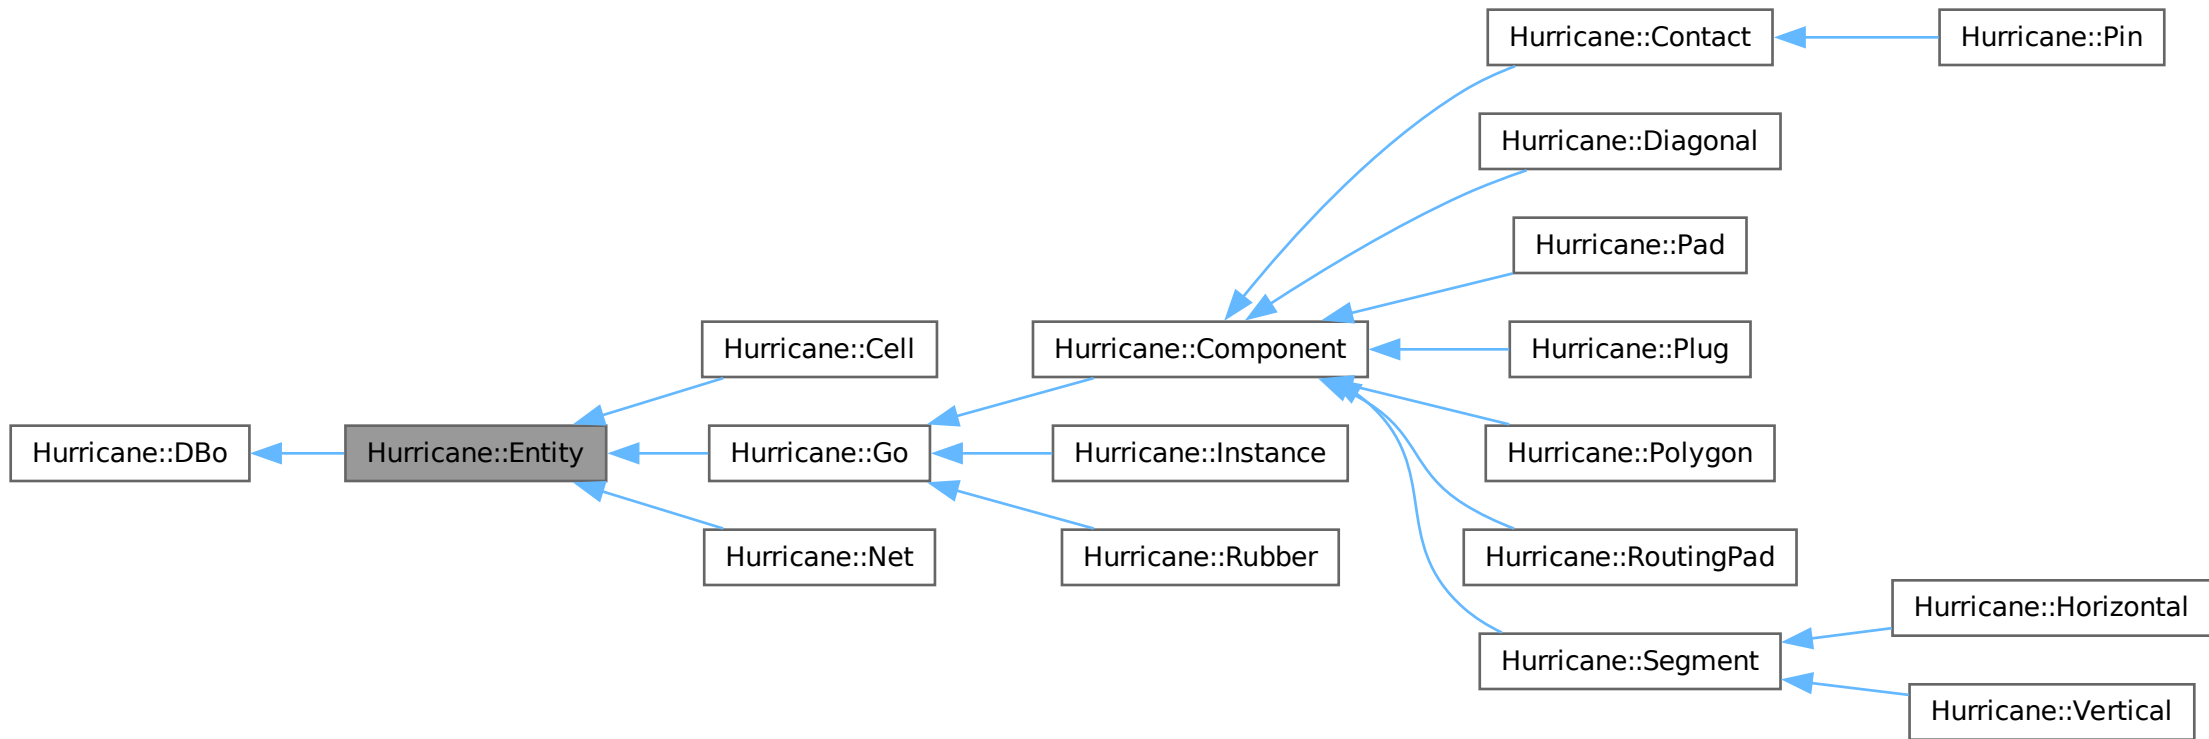 Hurricane::Contact
Hurricane::Pin
Hurricane::Diagonal
Hurricane::Pad
Hurricane::Cell
Hurricane::Component
Hurricane::Plug
Hurricane::DBo
Hurricane::Entity
Hurricane::Go
Hurricane::Instance
Hurricane::Polygon
Hurricane::Net
Hurricane::Rubber
Hurricane::RoutingPad
Hurricane::Horizontal
Hurricane::Segment
Hurricane::Vertical